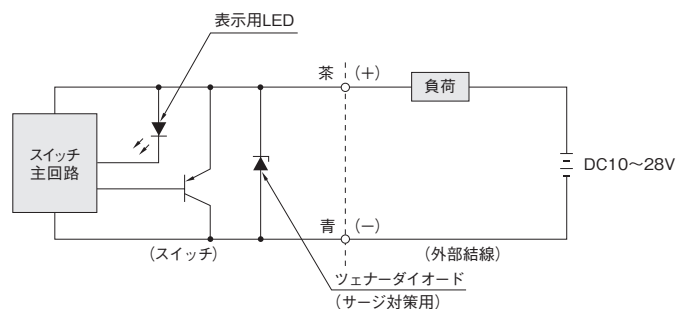 表示用LED
茶 (+)
負荷
スイッチ
主回路
DC10〜28V
青 (−)
(スイッチ)
(外部結線)
ツェナーダイオード
(サージ対策用)